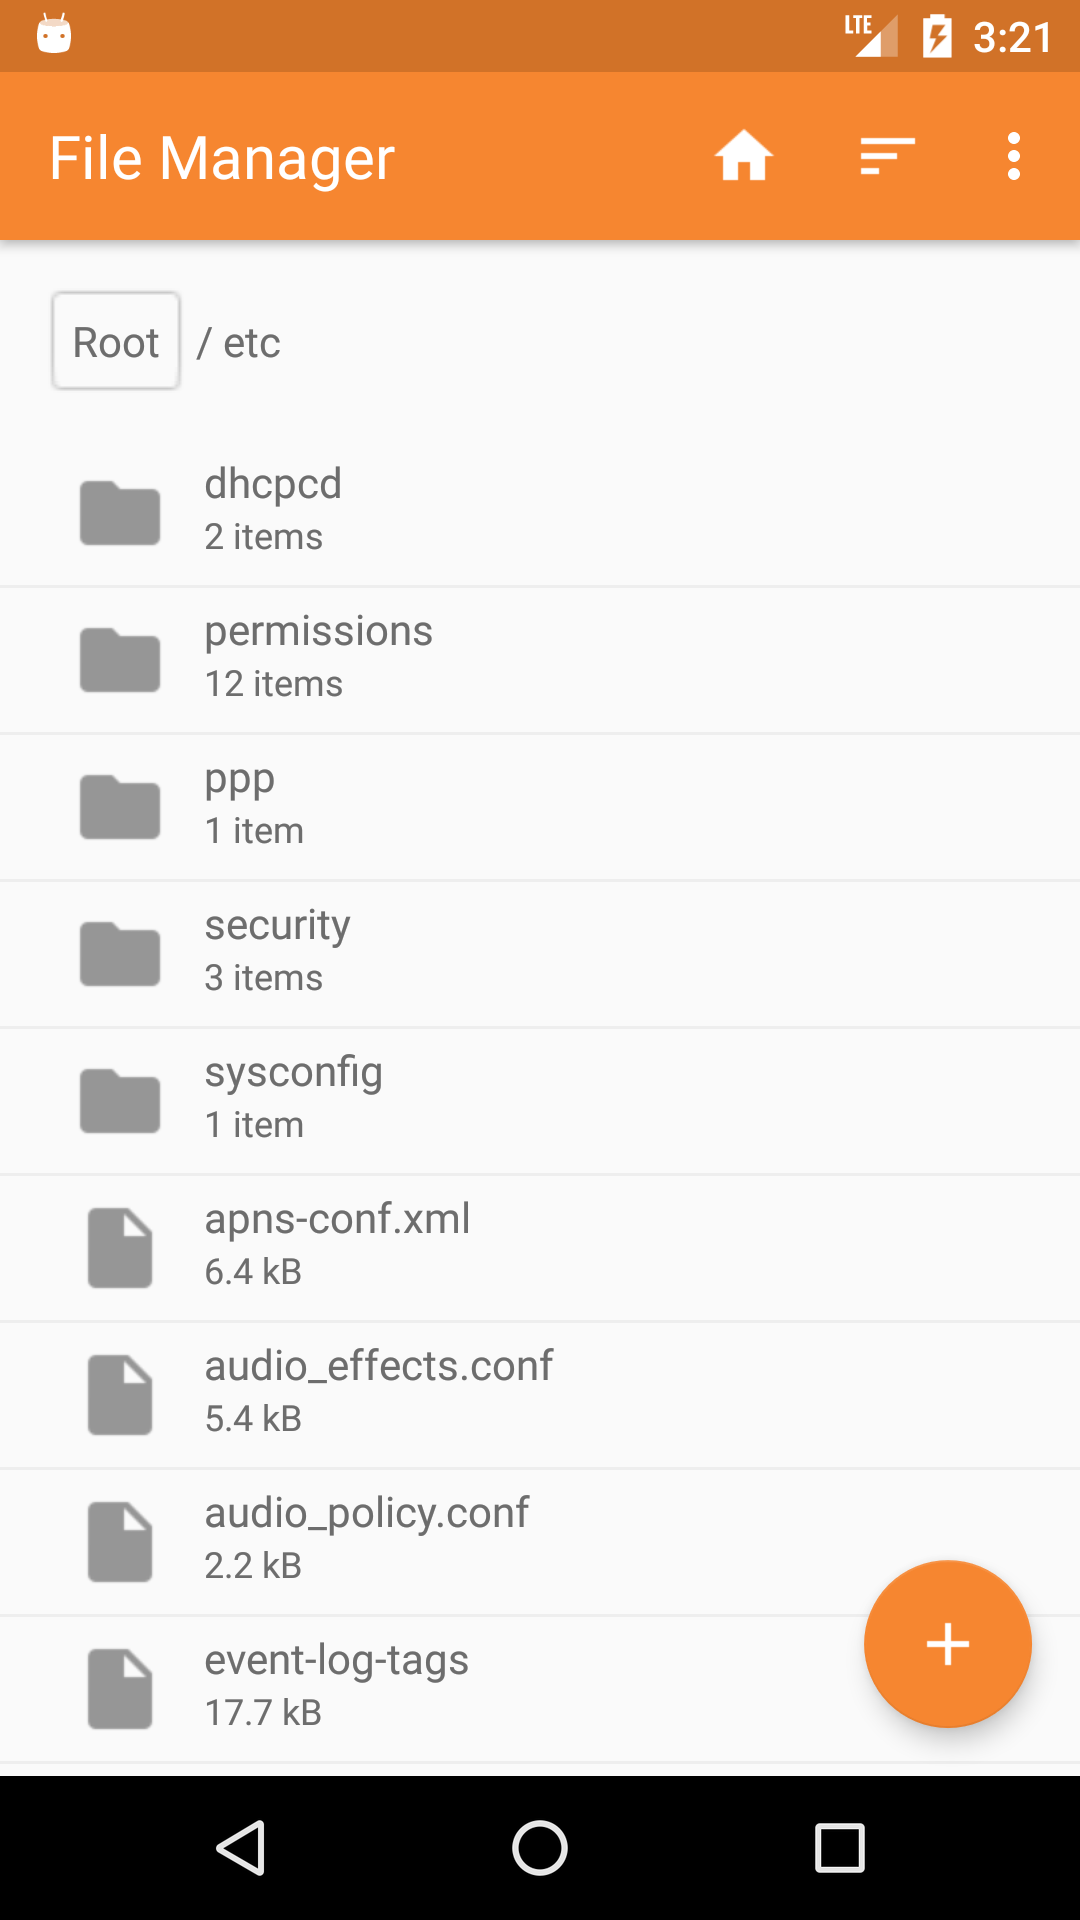 LTE 3:21
File Manager
Root / etc
dhcpcd
2 items
permissions
12 items
ppp
1 item
security
3 items
sysconfig
1 item
apns-conf.xml
6.4 kB
audio_effects.conf
5.4 kB
audio_policy.conf
2.2 kB
event-log-tags
17.7 kB